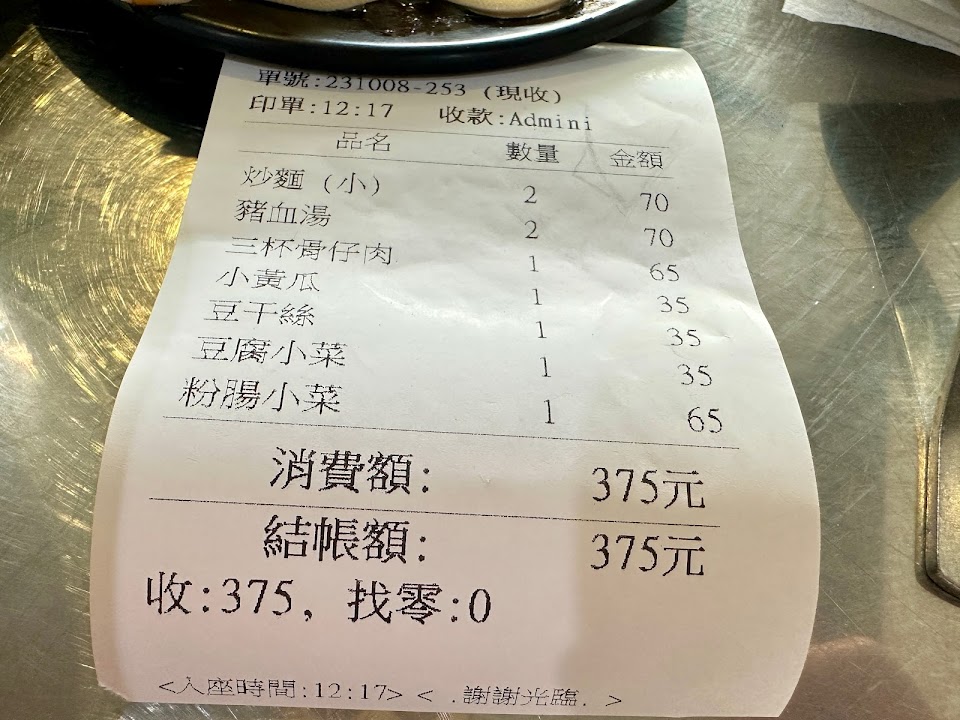 單號:231008-253 (現收)
印單:12:17 收款:Admini
品名 數量 金額
炒麵 (小) 2 70
豬血湯 2 70
三杯骨仔肉 1 65
小黃瓜 1 35
豆干絲 1 35
豆腐小菜 1 35
粉腸小菜 1 65
消費額: 375元
結帳額: 375元
收:375, 找零:0
<入座時間:12:17> < .謝謝光臨. >